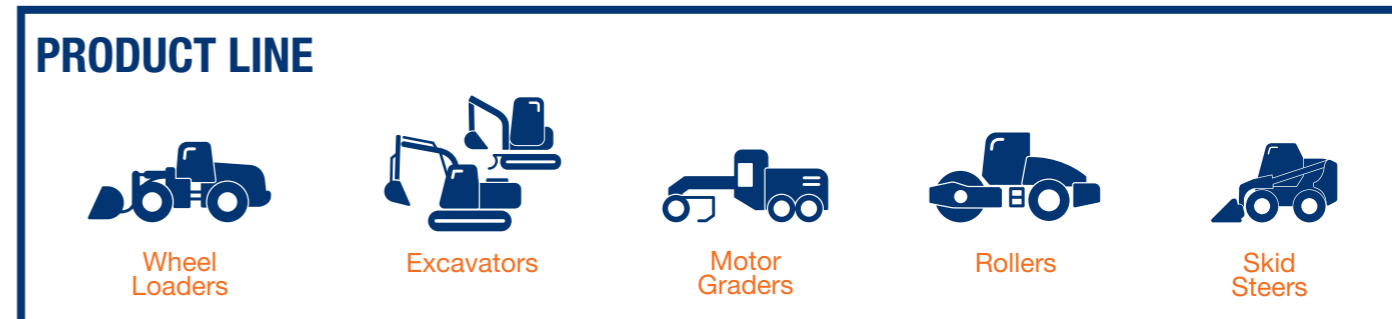 PRODUCT LINE
Wheel
Loaders
Excavators
Motor
Graders
Rollers
Skid
Steers